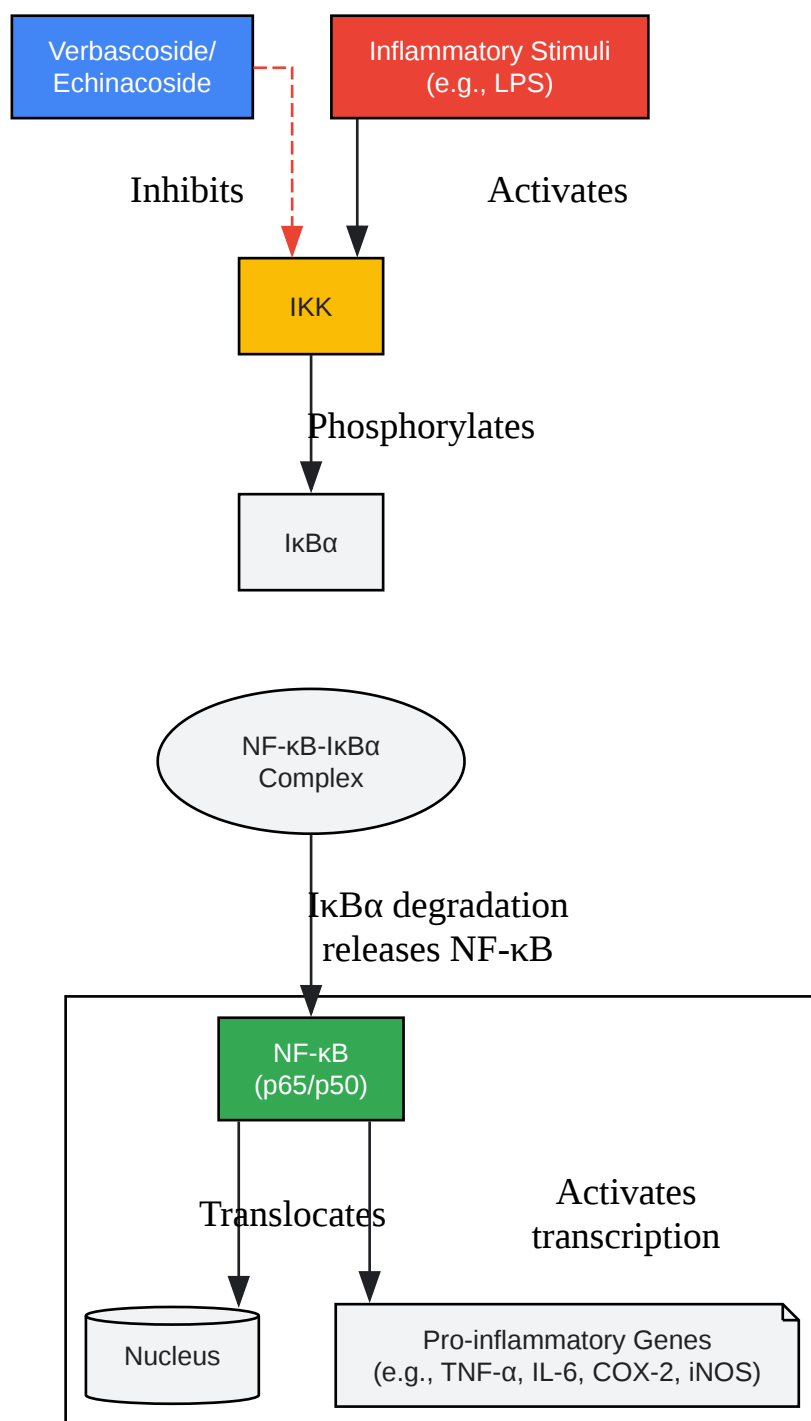 Verbascoside/
Echinacoside
Inflammatory Stimuli
(e.g., LPS)
Inhibits
Activates
IKK
Phosphorylates
IκBα
NF-κB-IκBα
Complex
IκBα degradation
releases NF-κB
NF-κB
(p65/p50)
Translocates
Activates
transcription
Nucleus
Pro-inflammatory Genes
(e.g., TNF-α, IL-6, COX-2, iNOS)